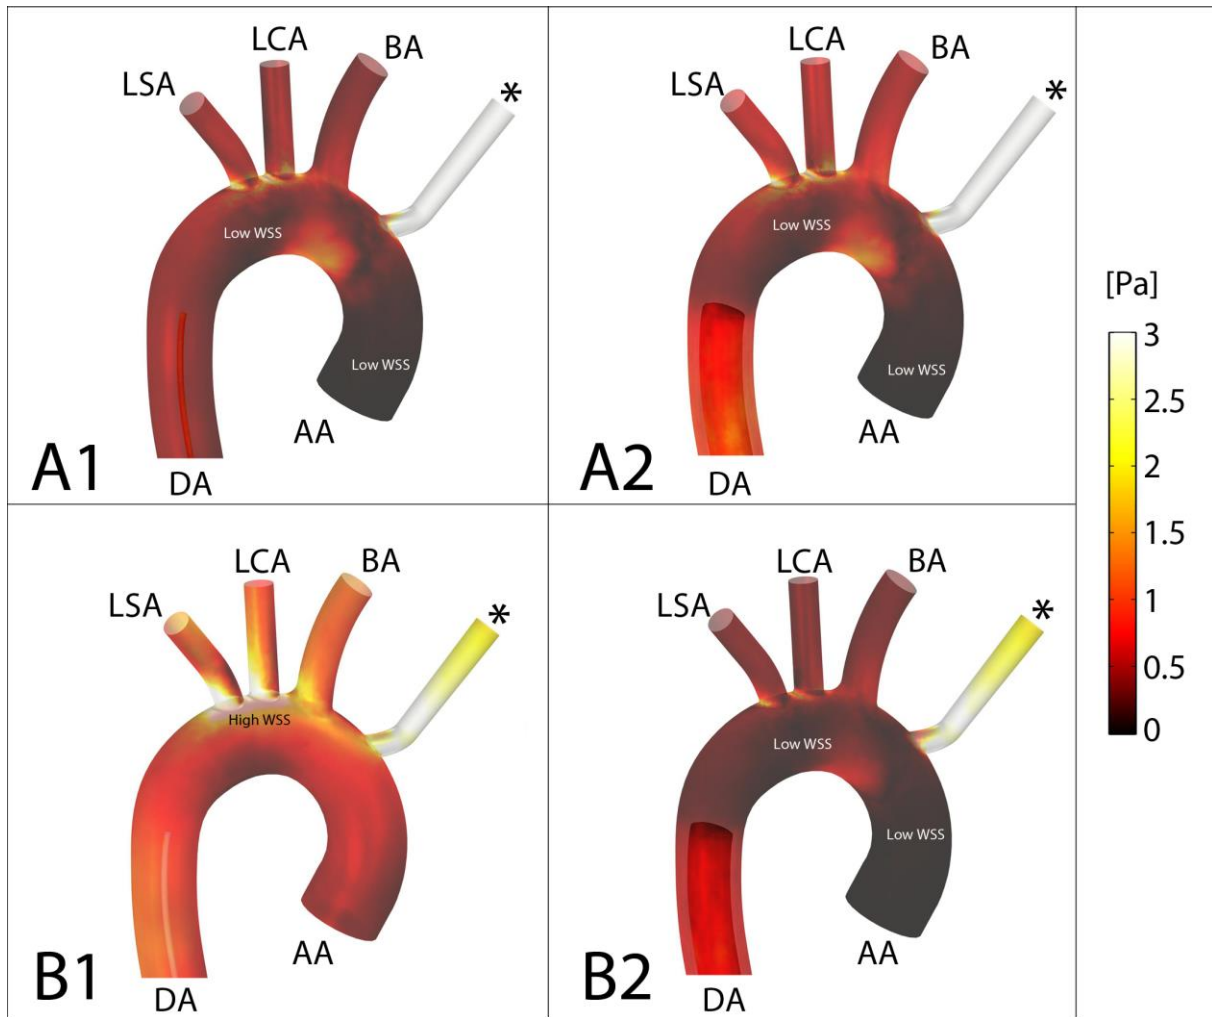 LCA
BA
LSA
*
Low WSS
Low WSS
AA
A1
DA
LCA
BA
LSA
*
Low WSS
Low WSS
AA
A2
DA
[Pa]
3
2.5
2
1.5
1
0.5
0
LCA
BA
LSA
*
High WSS
AA
B1
DA
LCA
BA
LSA
*
Low WSS
Low WSS
AA
B2
DA